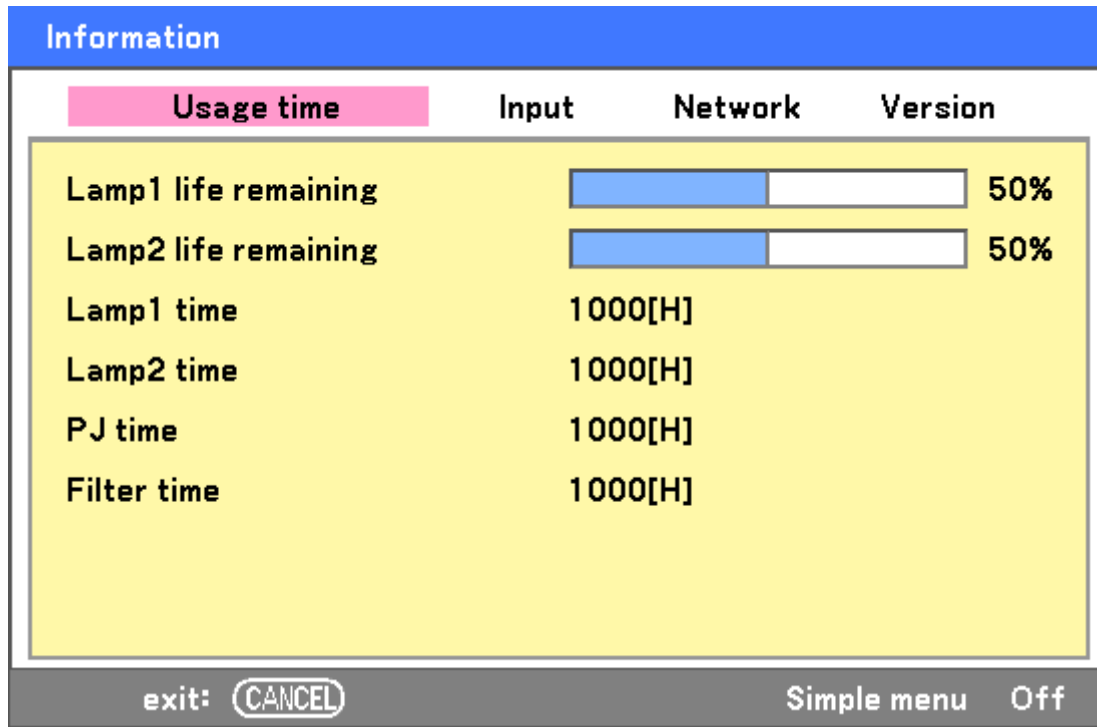 Information
Usage time Input Network Version
Lamp1 life remaining 50%
Lamp2 life remaining 50%
Lamp1 time 1000[H]
Lamp2 time 1000[H]
PJ time 1000[H]
Filter time 1000[H]
exit: CANCEL Simple menu Off